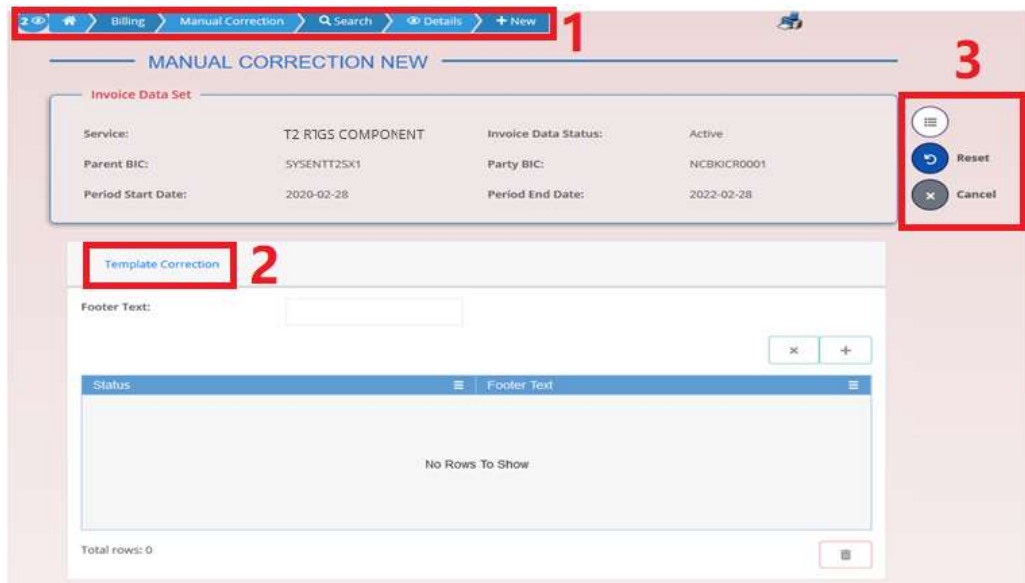 2 Billing Manual Correction Search Details New
1
MANUAL CORRECTION NEW
3
Invoice Data Set
Service: T2 RTGS COMPONENT Invoice Data Status: Active
Parent BIC: SYSENTT2SX1 Party BIC: NCBKICR0001
Reset
Period Start Date: 2020-02-28 Period End Date: 2022-02-28
Cancel
Template Correction
2
Footer Text:
Status Footer Text
No Rows To Show
Total rows: 0